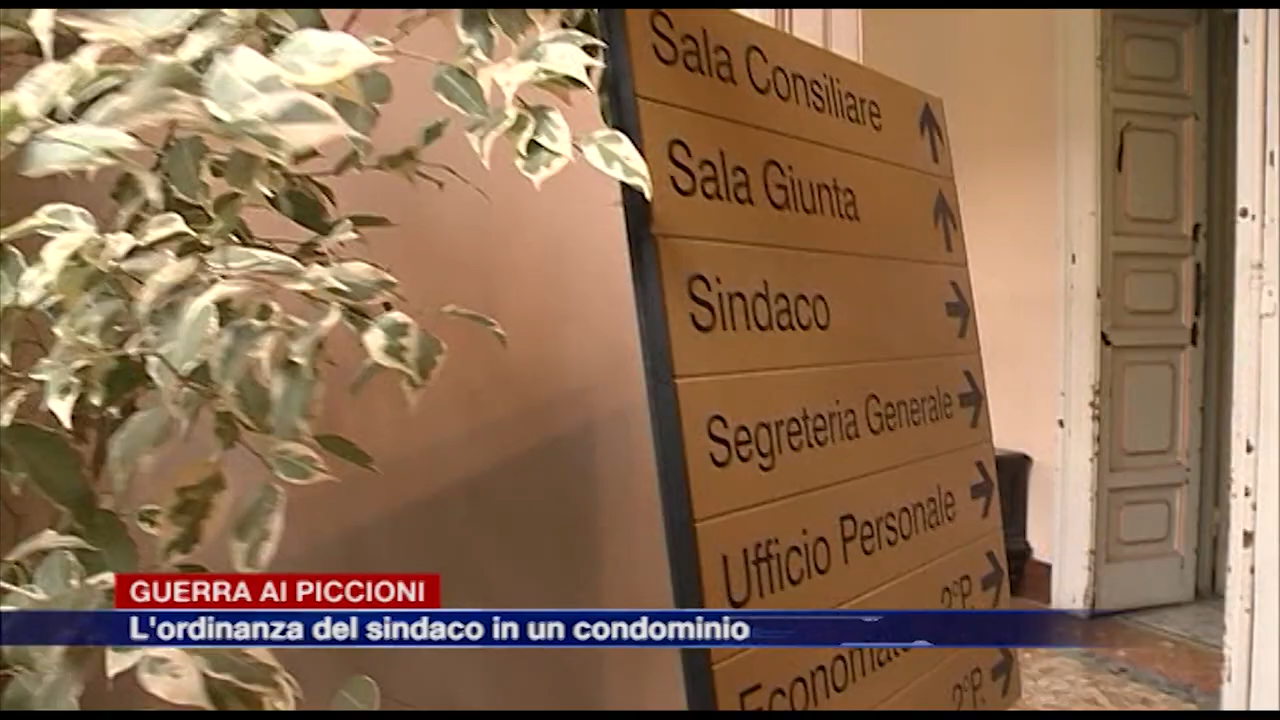 Sala Consiliare
Sala Giunta
Sindaco
Segreteria Generale
Ufficio Personale
2°P.
GUERRA AI PICCIONI
L'ordinanza del sindaco in un condominio
2°P.